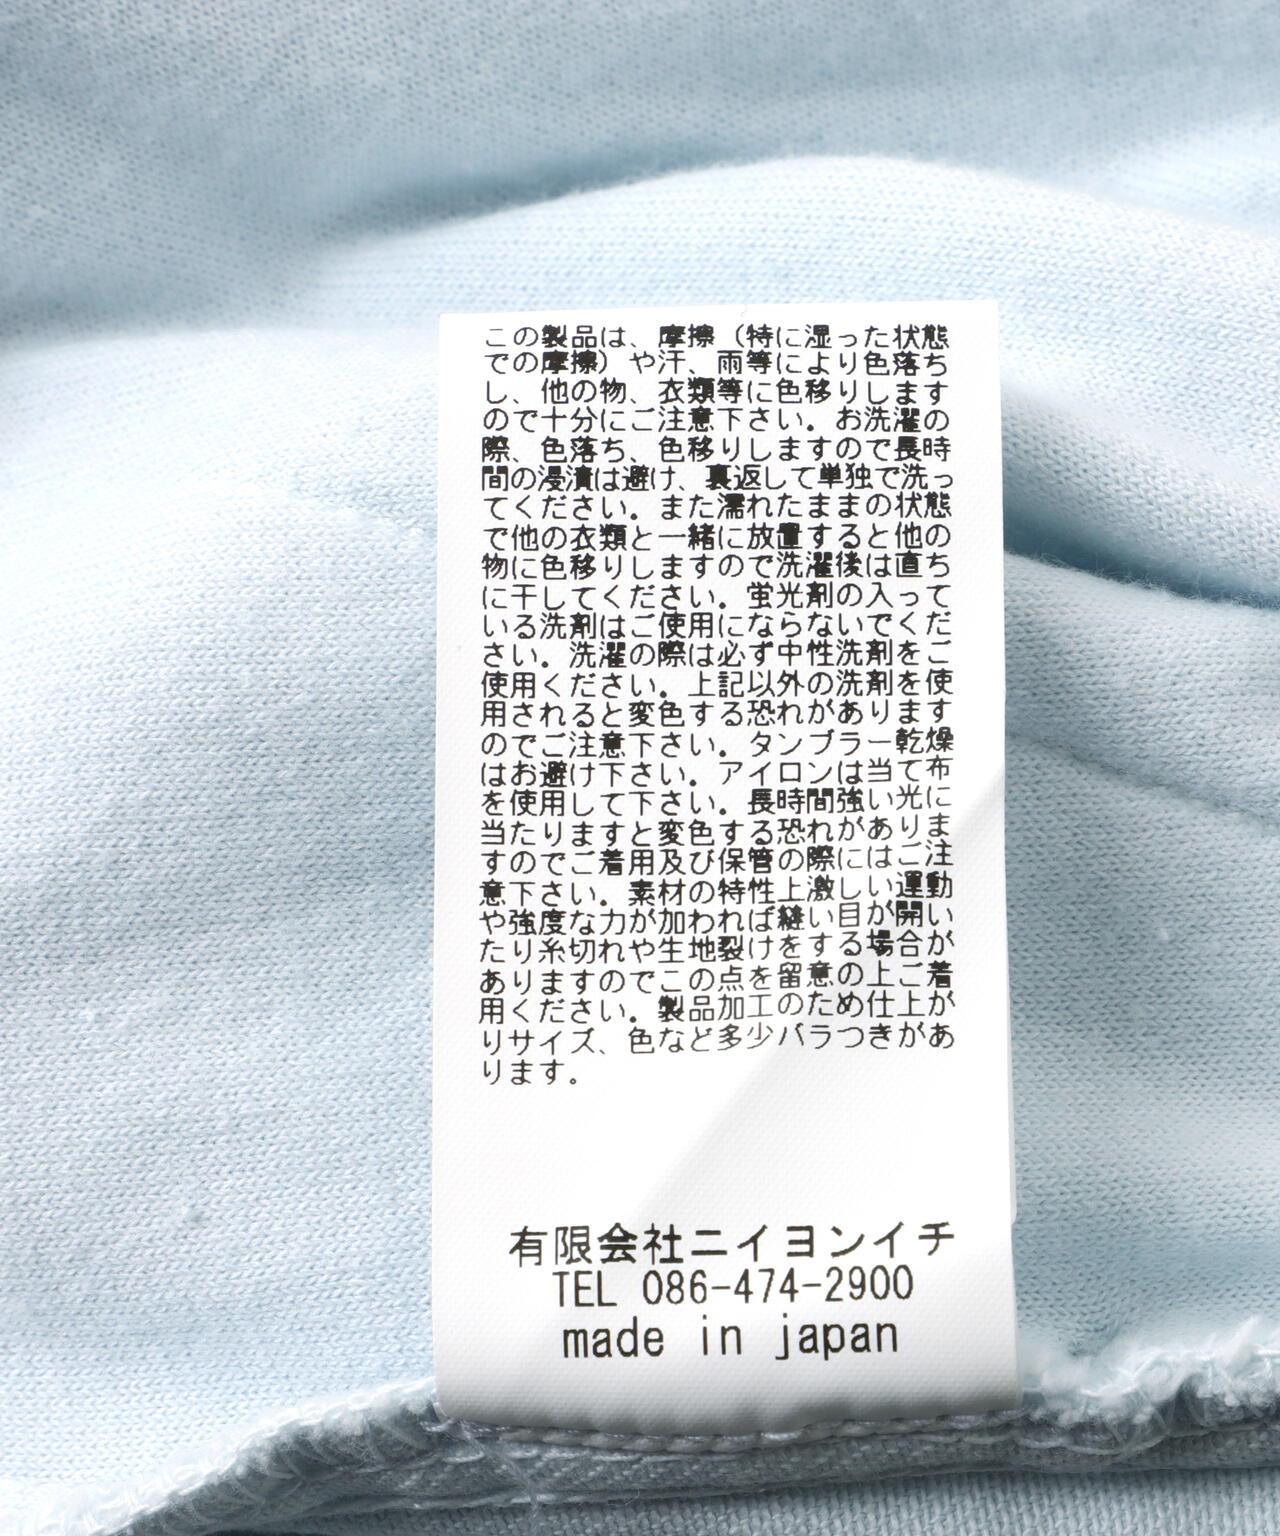 この製品は、摩擦（特に湿った状態
での摩擦）や汗、雨等により色落ち
し、他の物、衣類等に色移りします
ので十分にご注意下さい。お洗濯の
際、色落ち、色移りしますので長時
間の浸漬は避け、裏返して単独で洗っ
てください。また濡れたままの状態
で他の衣類と一緒に放置すると他の
物に色移りしますので洗濯後は直ち
に干してください。蛍光剤の入って
いる洗剤はご使用にならないでくだ
さい。洗濯の際は必ず中性洗剤をご
使用ください。上記以外の洗剤を使
用されると変色する恐れがあります
のでご注意下さい。タンブラー乾燥
はお避け下さい。アイロンは当て布
を使用して下さい。長時間強い光に
当たりますと変色する恐れがありま
すのでご着用及び保管の際にはご注
意下さい。素材の特性上激しい運動
や強度な力が加われば縫い目が開い
たり糸切れや生地裂けをする場合が
ありますのでこの点を留意の上ご着
用ください。製品加工のため仕上が
りサイズ、色など多少バラつきがあ
ります。
有限会社ニイヨンイチ
TEL 086-474-2900
made in japan